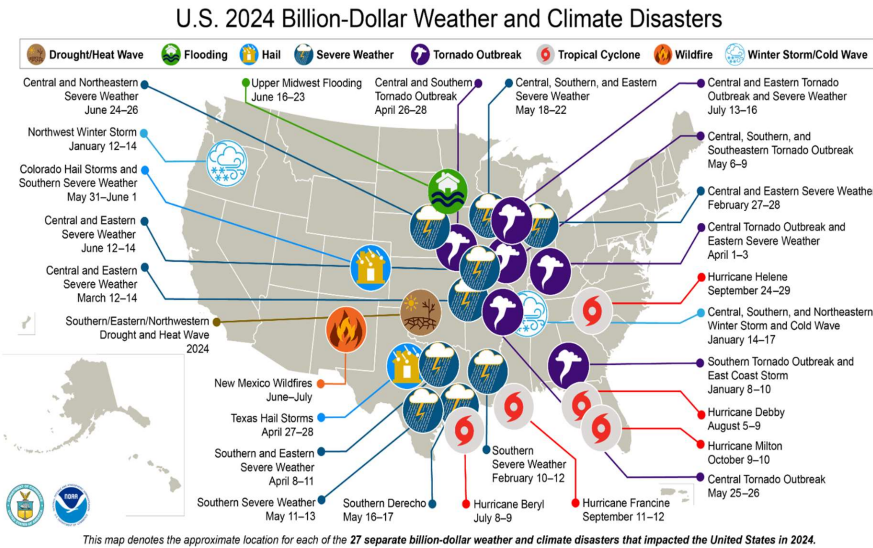 U.S. 2024 Billion-Dollar Weather and Climate Disasters
Drought/Heat Wave
Flooding
Hail
Severe Weather
Tornado Outbreak
Tropical Cyclone
Wildfire
Winter Storm/Cold Wave
Central and Northeastern
Severe Weather
June 24–26
Northwest Winter Storm
January 12–14
Colorado Hail Storms and
Southern Severe Weather
May 31–June 1
Central and Eastern
Severe Weather
June 12–14
Central and Eastern
Severe Weather
March 12–14
Southern/Eastern/Northwestern
Drought and Heat Wave
2024
New Mexico Wildfires
June–July
Texas Hail Storms
April 27–28
Southern and Eastern
Severe Weather
April 8–11
Southern Severe Weather
May 11–13
Upper Midwest Flooding
June 16–23
Central and Southern
Tornado Outbreak
April 26–28
Central, Southern, and Eastern
Severe Weather
May 18–22
Central and Eastern Tornado
Outbreak and Severe Weather
July 13–16
Central, Southern, and
Southeastern Tornado Outbreak
May 6–9
Central and Eastern Severe Weather
February 27–28
Central Tornado Outbreak and
Eastern Severe Weather
April 1–3
Hurricane Helene
September 24–29
Central, Southern, and Northeastern
Winter Storm and Cold Wave
January 14–17
Southern Tornado Outbreak and
East Coast Storm
January 8–10
Hurricane Debby
August 5–9
Hurricane Milton
October 9–10
Central Tornado Outbreak
May 25–26
Southern
Severe Weather
February 10–12
Southern Derecho
May 16–17
Hurricane Beryl
July 8–9
Hurricane Francine
September 11–12
NOAA
This map denotes the approximate location for each of the 27 separate billion-dollar weather and climate disasters that impacted the United States in 2024.